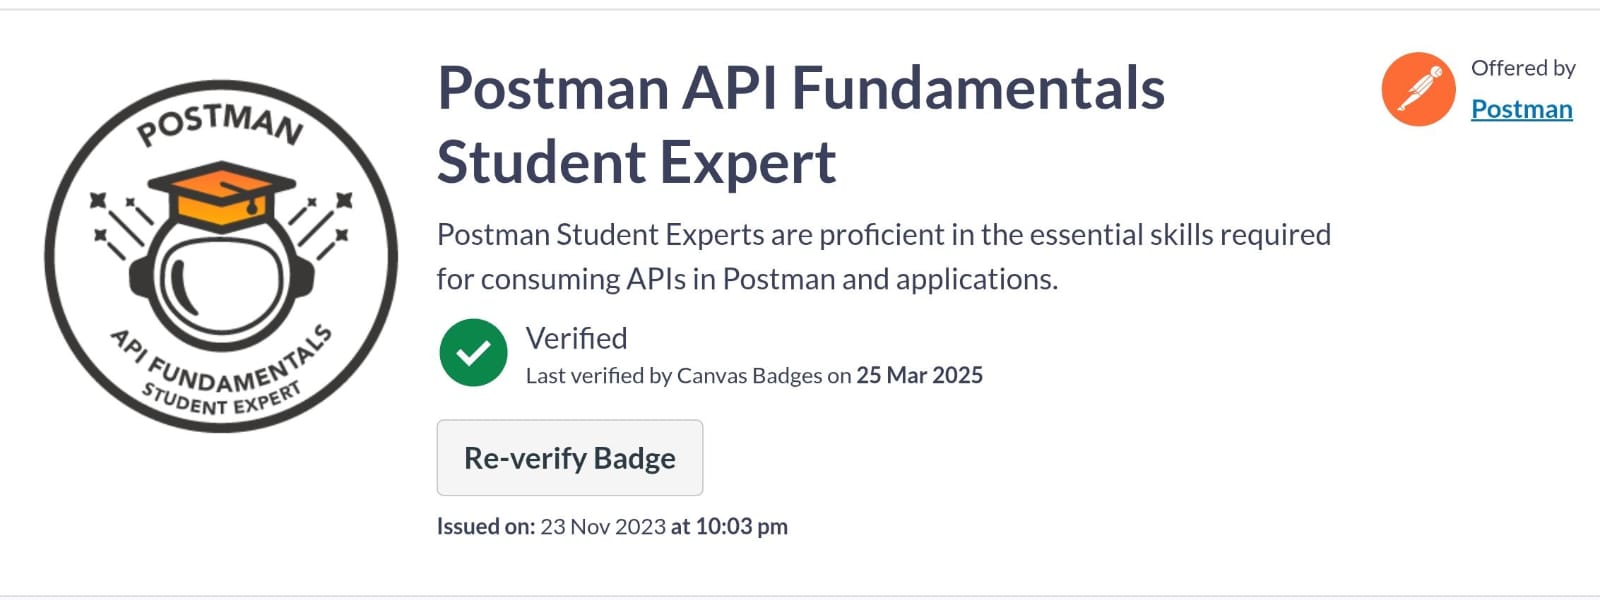 POSTMAN
API FUNDAMENTALS
STUDENT EXPERT
Postman API Fundamentals
Student Expert
Postman Student Experts are proficient in the essential skills required
for consuming APIs in Postman and applications.
Verified
Last verified by Canvas Badges on 25 Mar 2025
Re-verify Badge
Issued on: 23 Nov 2023 at 10:03 pm
Offered by
Postman